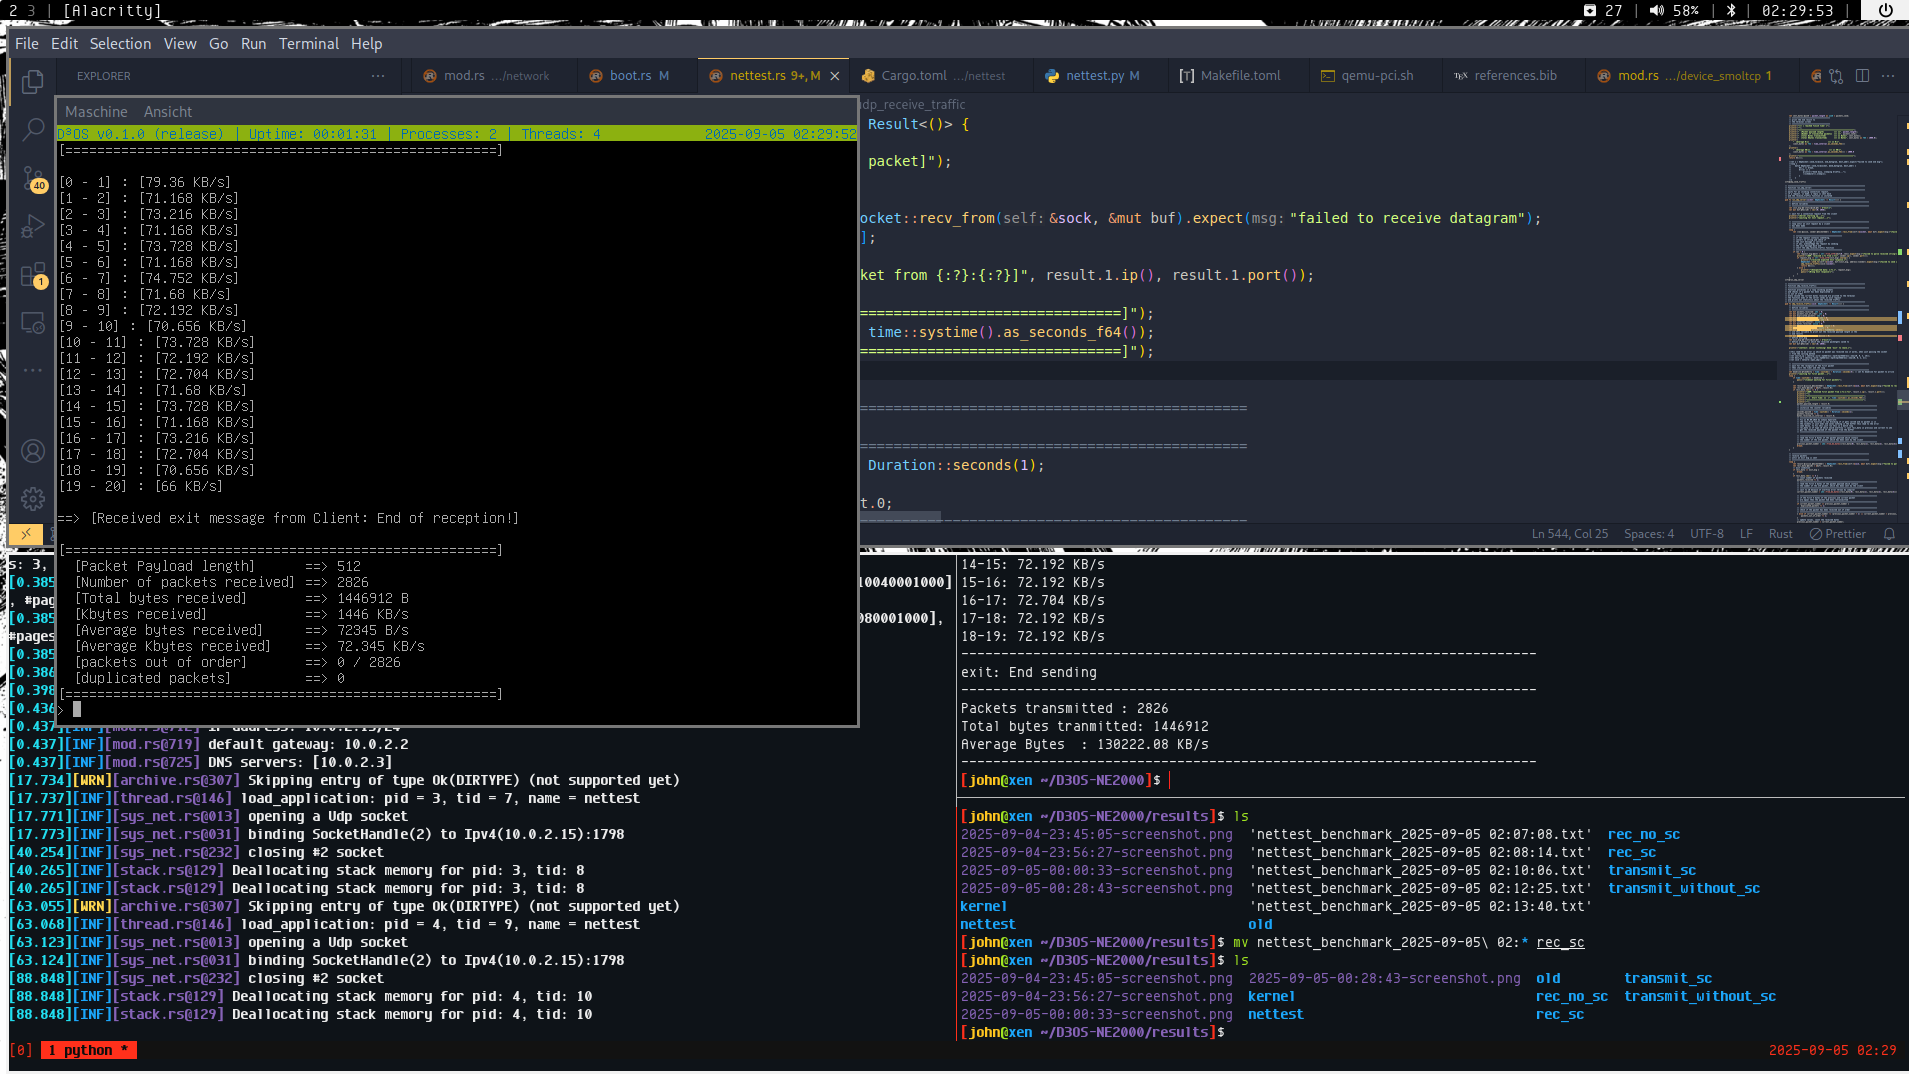 2 3 | [Alacritty]
27 | 58% | | 02:29:53 |
File Edit Selection View Go Run Terminal Help
EXPLORER ···
mod.rs .../network
boot.rs M
nettest.rs 9+, M ×
Cargo.toml .../nettest
nettest.py M
Makefile.toml
qemu-pci.sh
references.bib
mod.rs .../device_smoltcp 1
40
1
Maschine Ansicht
D³OS v0.1.0 (release) | Uptime: 00:01:31 | Processes: 2 | Threads: 4 2025-09-05 02:29:52
[======================================================]
[0 - 1] : [79.36 KB/s]
[1 - 2] : [71.168 KB/s]
[2 - 3] : [73.216 KB/s]
[3 - 4] : [71.168 KB/s]
[4 - 5] : [73.728 KB/s]
[5 - 6] : [71.168 KB/s]
[6 - 7] : [74.752 KB/s]
[7 - 8] : [71.68 KB/s]
[8 - 9] : [72.192 KB/s]
[9 - 10] : [70.656 KB/s]
[10 - 11] : [73.728 KB/s]
[11 - 12] : [72.192 KB/s]
[12 - 13] : [72.704 KB/s]
[13 - 14] : [71.68 KB/s]
[14 - 15] : [73.728 KB/s]
[15 - 16] : [71.168 KB/s]
[16 - 17] : [73.216 KB/s]
[17 - 18] : [72.704 KB/s]
[18 - 19] : [70.656 KB/s]
[19 - 20] : [66 KB/s]
==> [Received exit message from Client: End of reception!]
[======================================================]
[Packet Payload length] ==> 512
[Number of packets received] ==> 2826
[Total bytes received] ==> 1446912 B
[Kbytes received] ==> 1446 KB/s
[Average bytes received] ==> 72345 B/s
[Average Kbytes received] ==> 72.345 KB/s
[packets out of order] ==> 0 / 2826
[duplicated packets] ==> 0
[======================================================]
>
udp_receive_traffic
Result<()> {
packet]");
ocket::recv_from(self: &sock, &mut buf).expect(msg: "failed to receive datagram");
];
ket from {:?}:{:?}]", result.1.ip(), result.1.port());
===============================]");
time::systime().as_seconds_f64());
===============================]");
==============================================
==============================================
Duration::seconds(1);
t.0;
==============================================
Ln 544, Col 25 Spaces: 4 UTF-8 LF Rust Prettier
s: 3,
[0.385 10040001000]
, #pag
[0.385 080001000],
#pages
[0.385
[0.386
[0.398
[0.436
[0.437][INF][mod.rs@712] IP address: 10.0.2.15/24
[0.437][INF][mod.rs@719] default gateway: 10.0.2.2
[0.437][INF][mod.rs@725] DNS servers: [10.0.2.3]
[17.734][WRN][archive.rs@307] Skipping entry of type Ok(DIRTYPE) (not supported yet)
[17.737][INF][thread.rs@146] load_application: pid = 3, tid = 7, name = nettest
[17.771][INF][sys_net.rs@013] opening a Udp socket
[17.773][INF][sys_net.rs@031] binding SocketHandle(2) to Ipv4(10.0.2.15):1798
[40.254][INF][sys_net.rs@232] closing #2 socket
[40.265][INF][stack.rs@129] Deallocating stack memory for pid: 3, tid: 8
[40.265][INF][stack.rs@129] Deallocating stack memory for pid: 3, tid: 8
[63.055][WRN][archive.rs@307] Skipping entry of type Ok(DIRTYPE) (not supported yet)
[63.068][INF][thread.rs@146] load_application: pid = 4, tid = 9, name = nettest
[63.123][INF][sys_net.rs@013] opening a Udp socket
[63.124][INF][sys_net.rs@031] binding SocketHandle(2) to Ipv4(10.0.2.15):1798
[88.848][INF][sys_net.rs@232] closing #2 socket
[88.848][INF][stack.rs@129] Deallocating stack memory for pid: 4, tid: 10
[88.848][INF][stack.rs@129] Deallocating stack memory for pid: 4, tid: 10
14-15: 72.192 KB/s
15-16: 72.192 KB/s
16-17: 72.704 KB/s
17-18: 72.192 KB/s
18-19: 72.192 KB/s
------------------------------------------------------------------------
exit: End sending
------------------------------------------------------------------------
Packets transmitted : 2826
Total bytes tranmitted: 1446912
Average Bytes : 130222.08 KB/s
------------------------------------------------------------------------
[john@xen ~/D3OS-NE2000]$
[john@xen ~/D3OS-NE2000/results]$ ls
2025-09-04-23:45:05-screenshot.png 'nettest_benchmark_2025-09-05 02:07:08.txt' rec_no_sc
2025-09-04-23:56:27-screenshot.png 'nettest_benchmark_2025-09-05 02:08:14.txt' rec_sc
2025-09-05-00:00:33-screenshot.png 'nettest_benchmark_2025-09-05 02:10:06.txt' transmit_sc
2025-09-05-00:28:43-screenshot.png 'nettest_benchmark_2025-09-05 02:12:25.txt' transmit_without_sc
kernel 'nettest_benchmark_2025-09-05 02:13:40.txt'
nettest old
[john@xen ~/D3OS-NE2000/results]$ mv nettest_benchmark_2025-09-05\ 02:* rec_sc
[john@xen ~/D3OS-NE2000/results]$ ls
2025-09-04-23:45:05-screenshot.png 2025-09-05-00:28:43-screenshot.png old transmit_sc
2025-09-04-23:56:27-screenshot.png kernel rec_no_sc transmit_without_sc
2025-09-05-00:00:33-screenshot.png nettest rec_sc
[john@xen ~/D3OS-NE2000/results]$
[0] 1 python * 2025-09-05 02:29